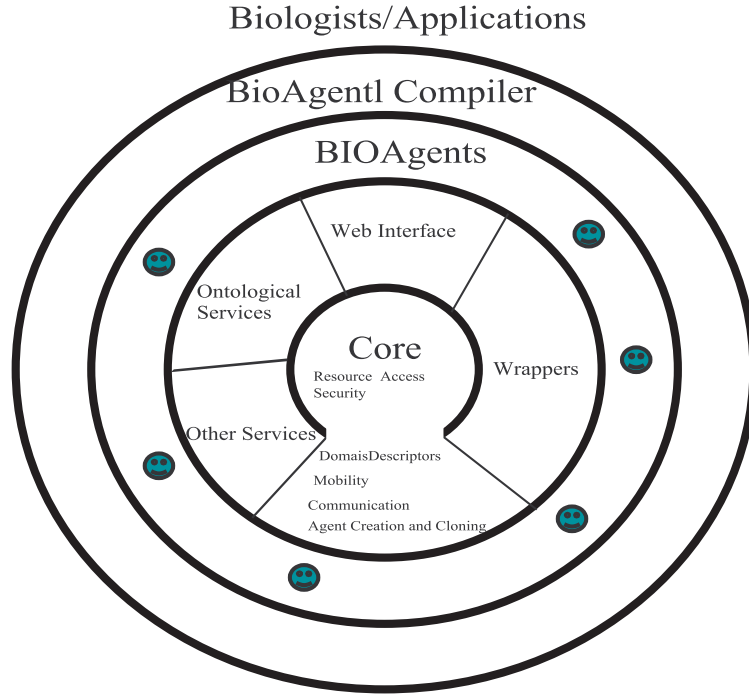 Biologists/Applications
BioAgentl Compiler
BIOAgents
Web Interface
Ontological
Services
Core
Resource Access
Security
Wrappers
Other Services
DomaisDescriptors
Mobility
Communication
Agent Creation and Cloning